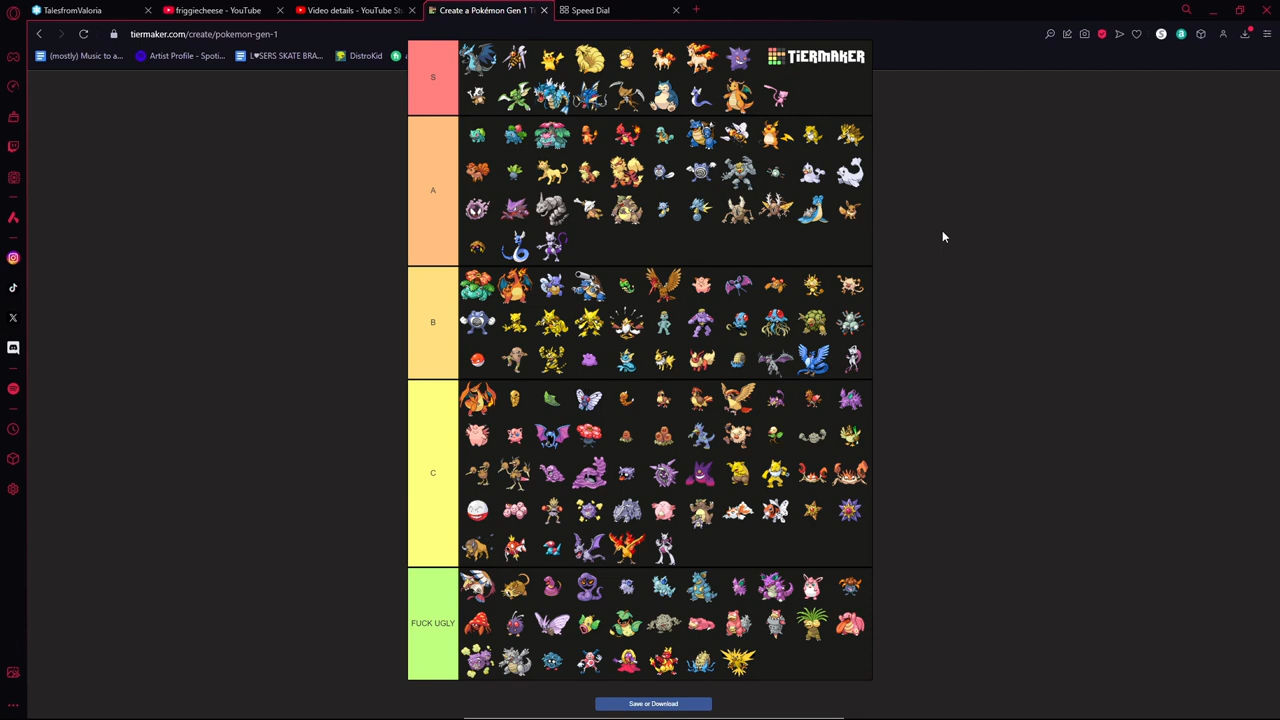 TalesfromValoria
friggiecheese - YouTube
Video details - YouTube St
Create a Pokémon Gen 1 Ti
Speed Dial
tiermaker.com/create/pokemon-gen-1
(mostly) Music to a...
Artist Profile - Spoti...
L♥SERS SKATE BRA...
DistroKid
S
TIERMAKER
A
B
C
FUCK UGLY
Save or Download